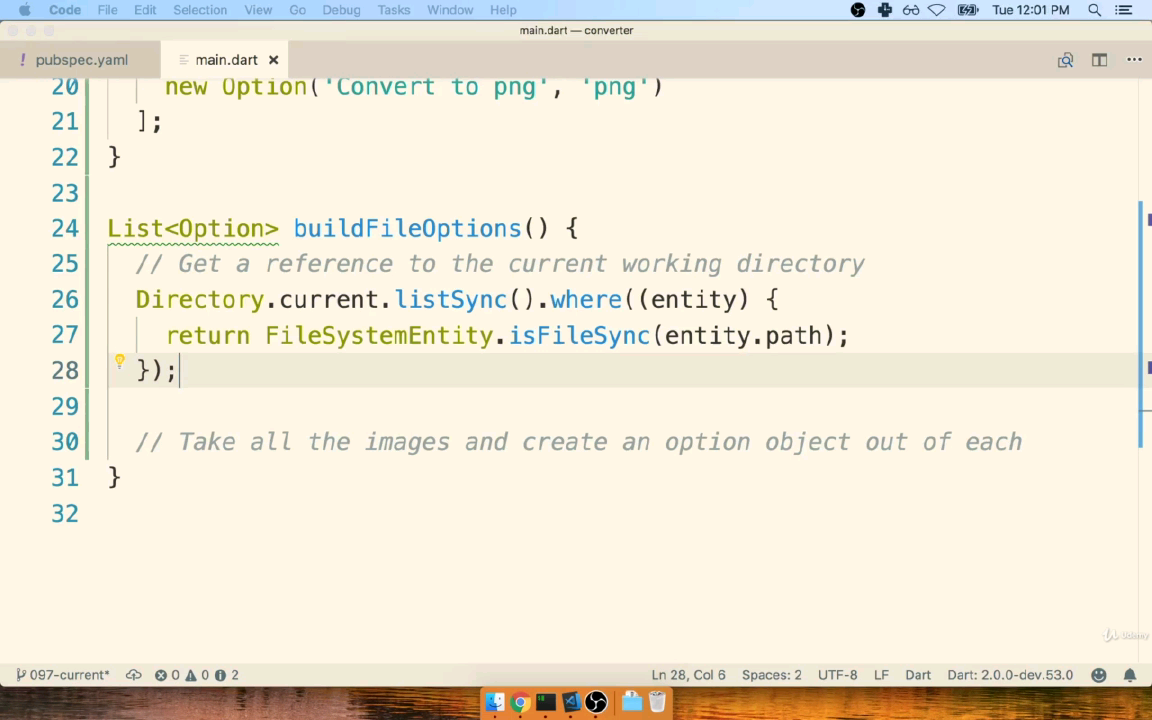 Code File Edit Selection View Go Debug Tasks Window Help Tue 12:01 PM
main.dart — converter
! pubspec.yaml main.dart ×
20 new Option('Convert to png', 'png')
21 ];
22 }
23
24 List<Option> buildFileOptions() {
25 // Get a reference to the current working directory
26 Directory.current.listSync().where((entity) {
27 return FileSystemEntity.isFileSync(entity.path);
28 });
29
30 // Take all the images and create an option object out of each
31 }
32
Udemy
097-current* 0 0 2 Ln 28, Col 6 Spaces: 2 UTF-8 LF Dart Dart: 2.0.0-dev.53.0